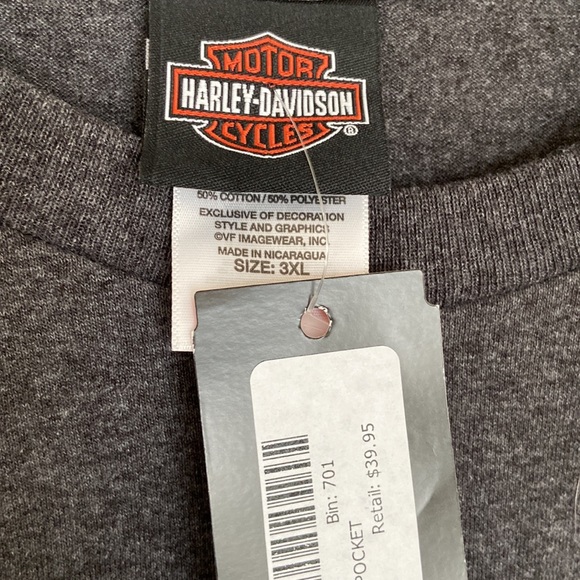 MOTOR
HARLEY-DAVIDSON
CYCLES
®
50% COTTON / 50% POLYESTER
EXCLUSIVE OF DECORATION
STYLE AND GRAPHICS
©VF IMAGEWEAR, INC.
MADE IN NICARAGUA
SIZE: 3XL
Bin: 701
POCKET
Retail: $39.95